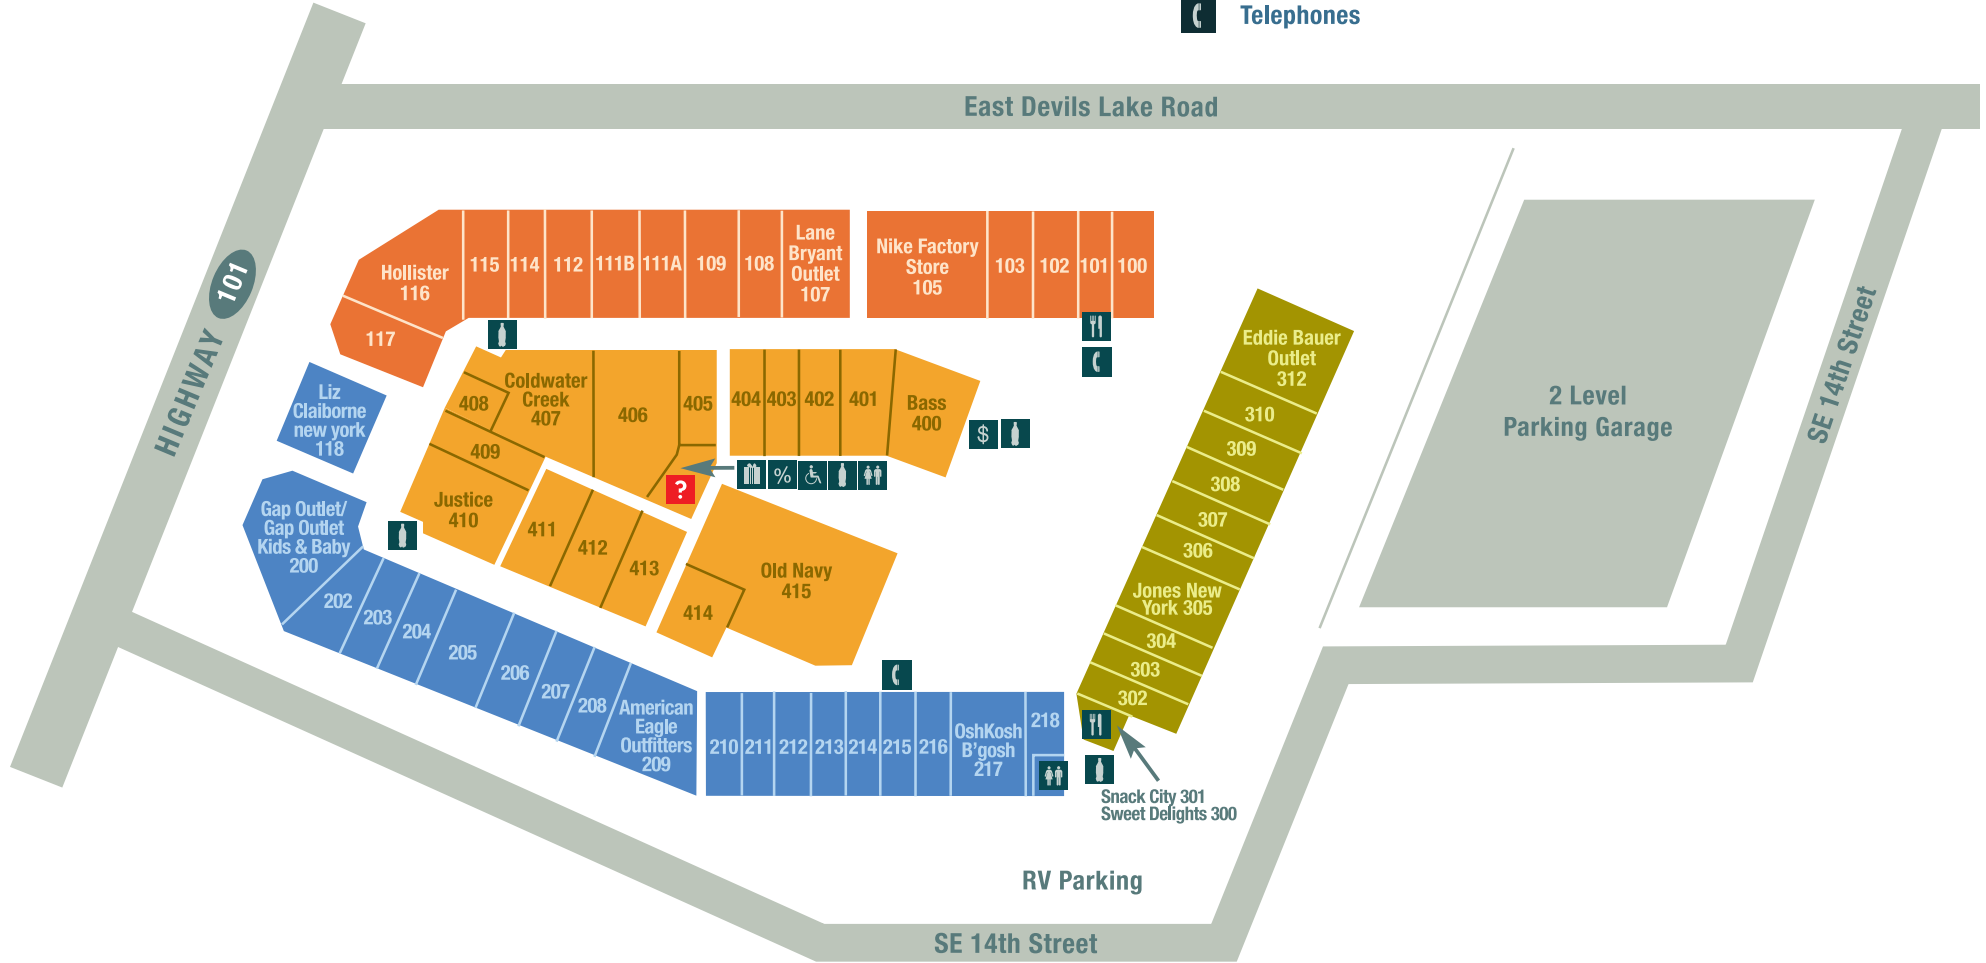 Telephones
East Devils Lake Road
HIGHWAY 101
Hollister
116
117
115
114
112
111B
111A
109
108
Lane
Bryant
Outlet
107
Nike Factory
Store
105
103
102
101
100
Liz
Claiborne
new york
118
Coldwater
Creek
407
408
409
406
405
404
403
402
401
Bass
400
$
%
?
Justice
410
411
412
413
414
Old Navy
415
Gap Outlet/
Gap Outlet
Kids & Baby
200
202
203
204
205
206
207
208
American
Eagle
Outfitters
209
210
211
212
213
214
215
216
OshKosh
B'gosh
217
218
Eddie Bauer
Outlet
312
310
309
308
307
306
Jones New
York 305
304
303
302
Snack City 301
Sweet Delights 300
2 Level
Parking Garage
SE 14th Street
RV Parking
SE 14th Street